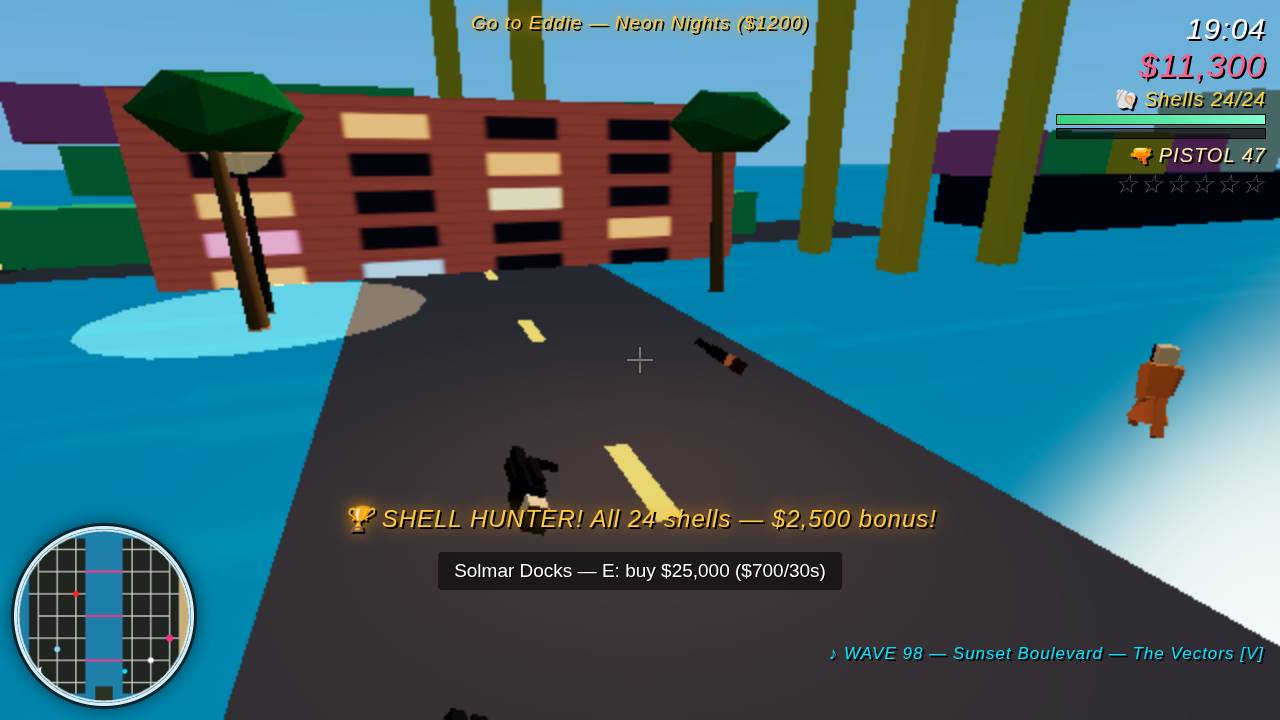 Go to Eddie — Neon Nights ($1200)
19:04
$11,300
🐚 Shells 24/24
🔫 PISTOL 47
☆☆☆☆☆☆
🏆 SHELL HUNTER! All 24 shells — $2,500 bonus!
Solmar Docks — E: buy $25,000 ($700/30s)
♪ WAVE 98 — Sunset Boulevard — The Vectors [V]